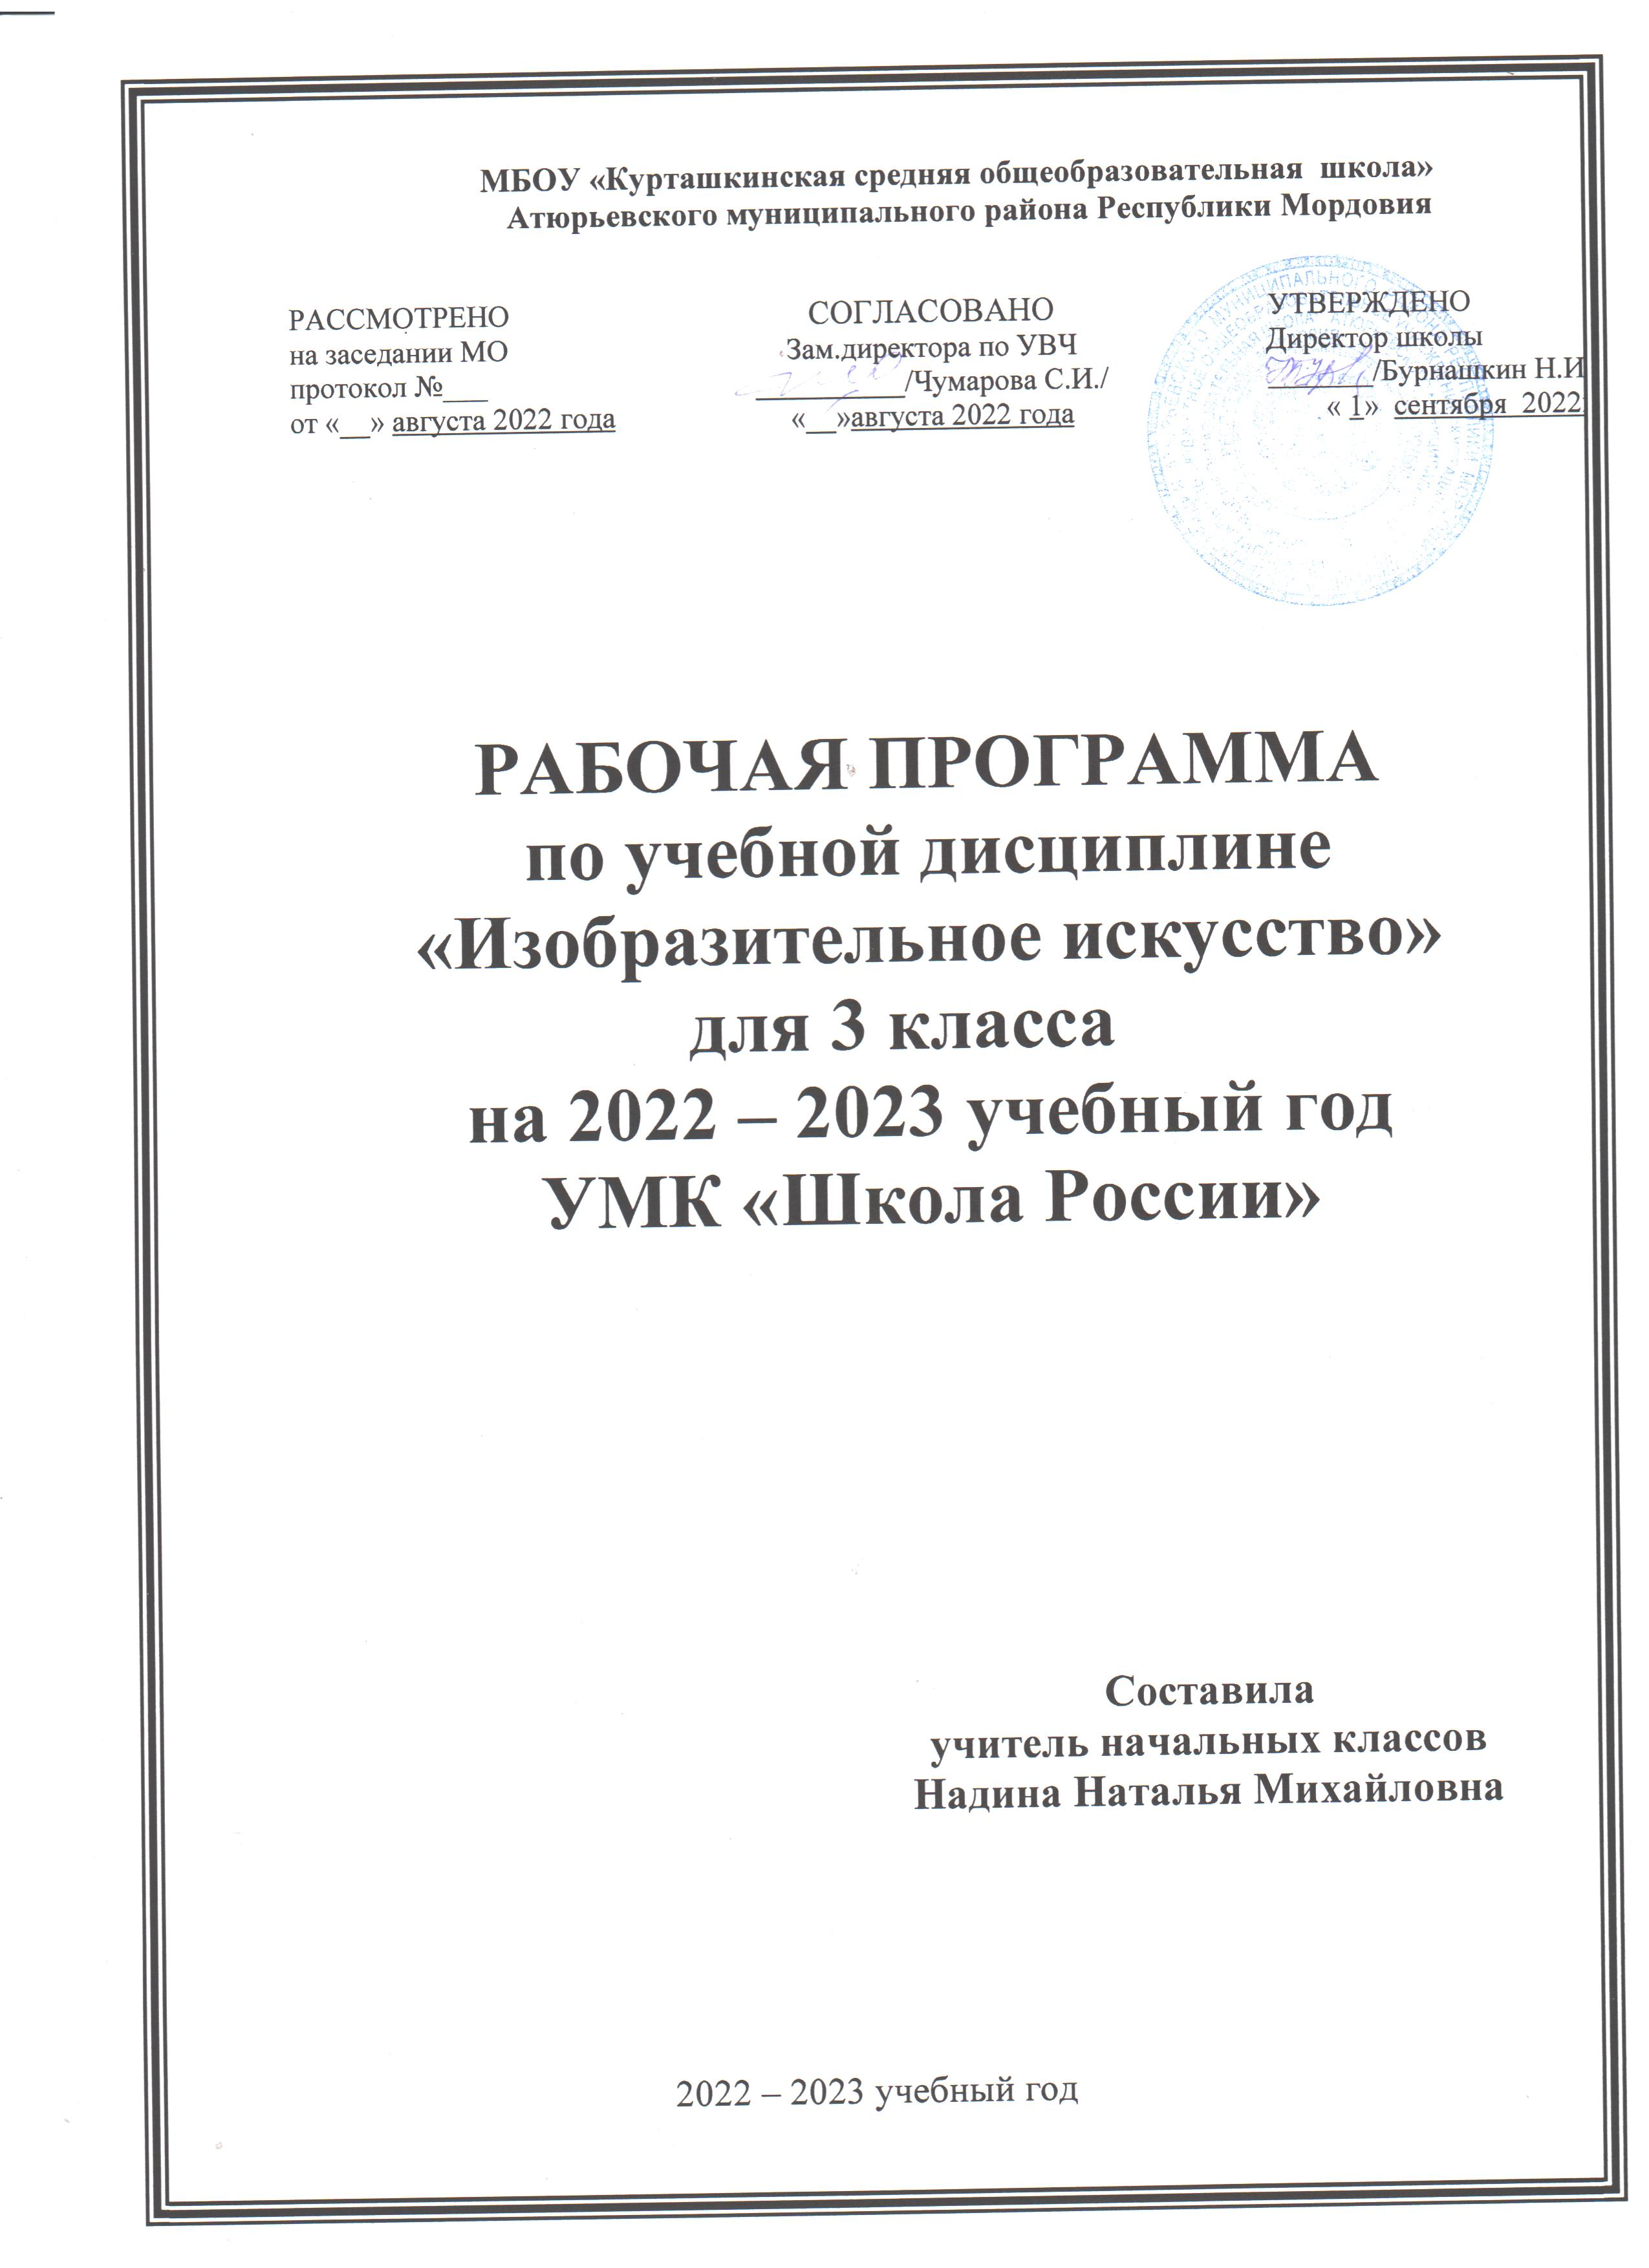 МБОУ «Курташкинская средняя общеобразовательная школа»
Атюрьевского муниципального района Республики Мордовия
РАССМОТРЕНО
на заседании МО
протокол №___
от «__» августа 2022 года
СОГЛАСОВАНО
Зам.директора по УВЧ
__________/Чумарова С.И./
«__»августа 2022 года
УТВЕРЖДЕНО
Директор школы
_______/Бурнашкин Н.И
« 1» сентября 2022
РАБОЧАЯ ПРОГРАММА
по учебной дисциплине
«Изобразительное искусство»
для 3 класса
на 2022 – 2023 учебный год
УМК «Школа России»
Составила
учитель начальных классов
Надина Наталья Михайловна
2022 – 2023 учебный год